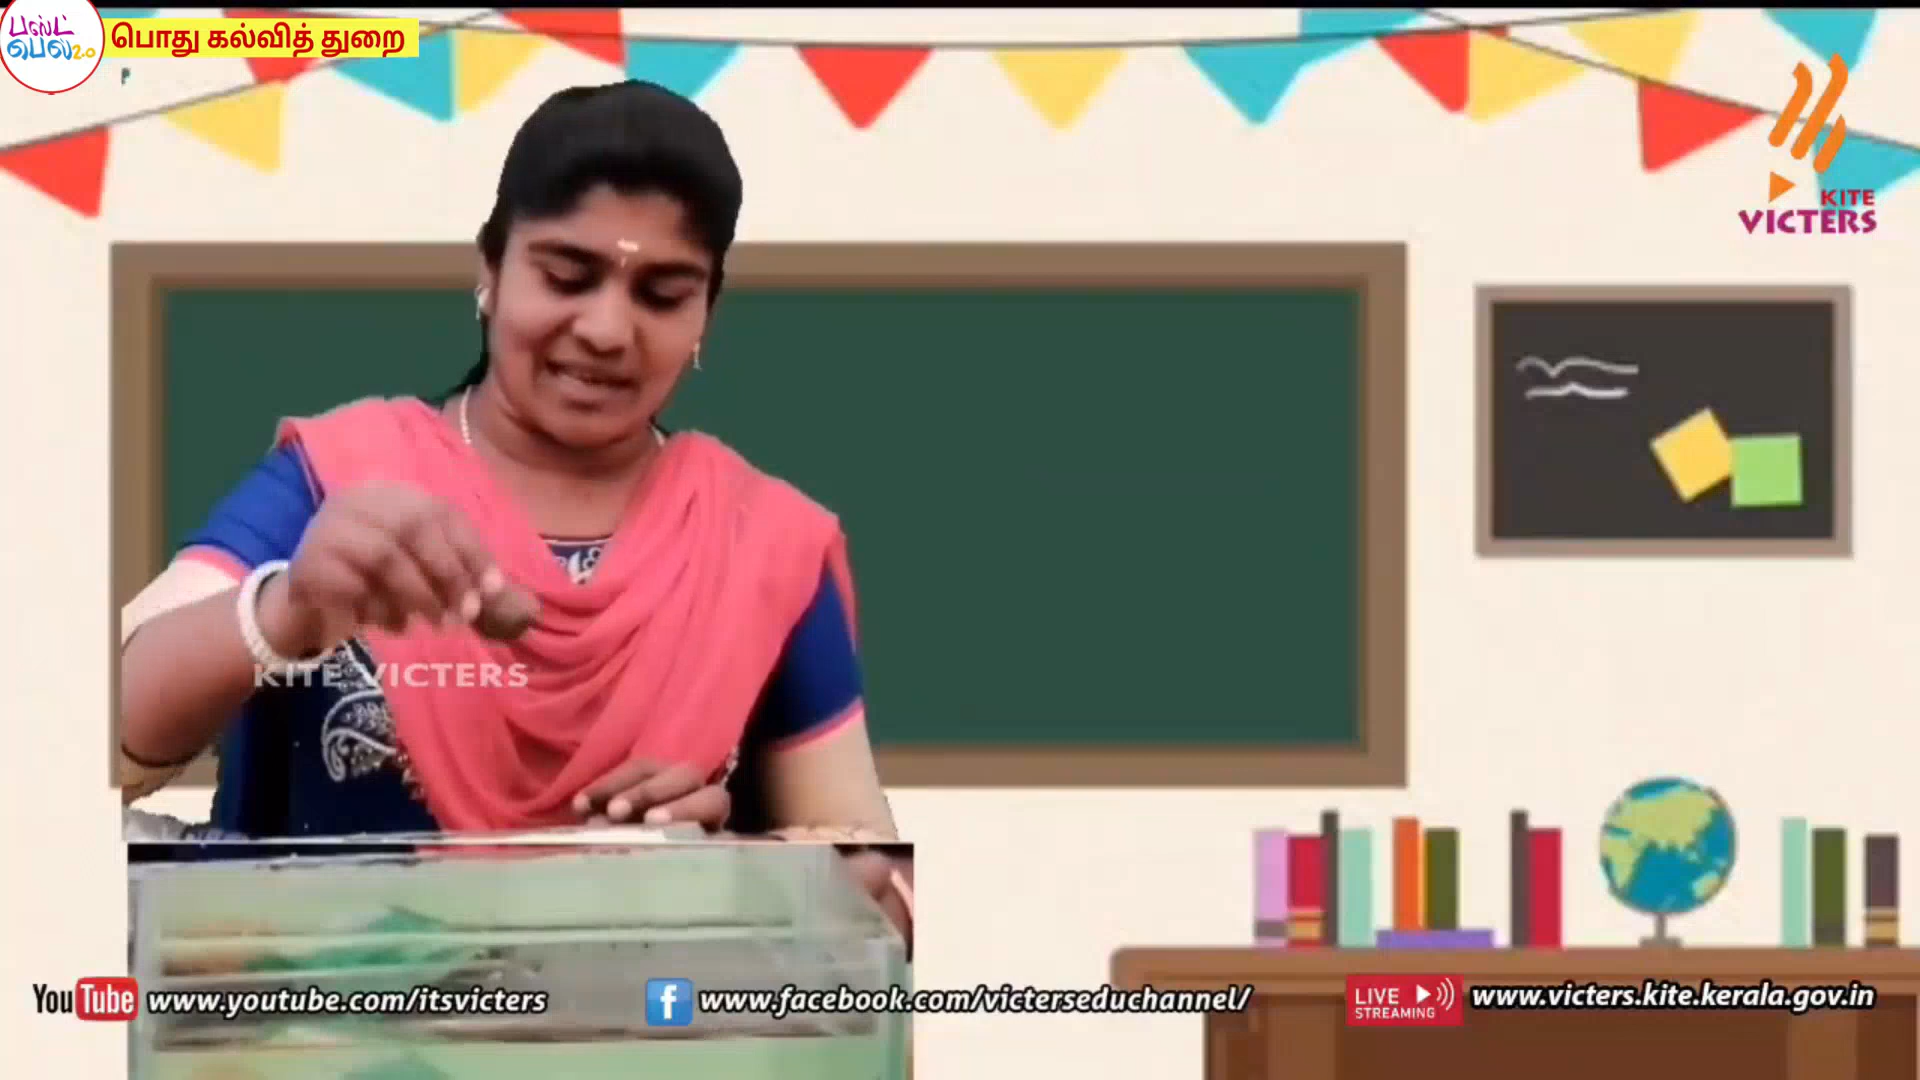 பஸ்ட்
பெல் 2.0
பொது கல்வித் துறை
P
KITE
VICTERS
KITE VICTERS
YouTube www.youtube.com/itsvicters
f www.facebook.com/victerseduchannel/
LIVE
STREAMING
www.victers.kite.kerala.gov.in